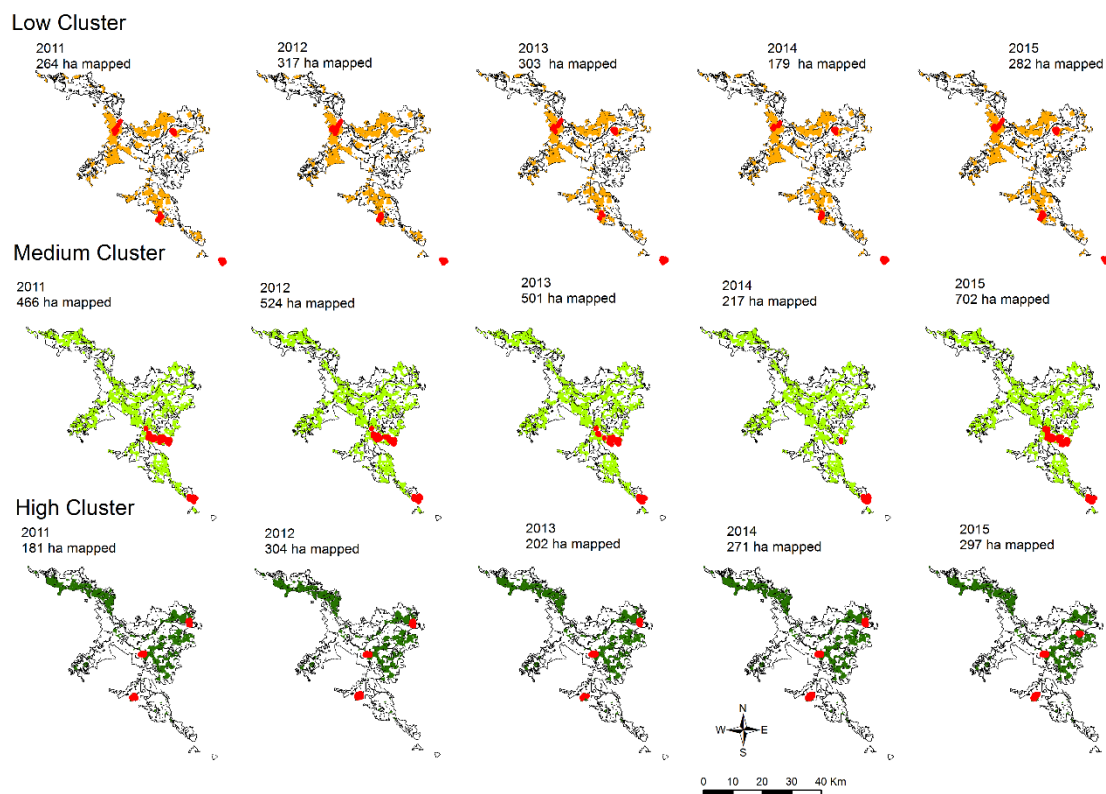 Low Cluster
2011
264 ha mapped
2012
317 ha mapped
2013
303 ha mapped
2014
179 ha mapped
2015
282 ha mapped
Medium Cluster
2011
466 ha mapped
2012
524 ha mapped
2013
501 ha mapped
2014
217 ha mapped
2015
702 ha mapped
High Cluster
2011
181 ha mapped
2012
304 ha mapped
2013
202 ha mapped
2014
271 ha mapped
2015
297 ha mapped
N
W E
S
0 10 20 30 40 Km